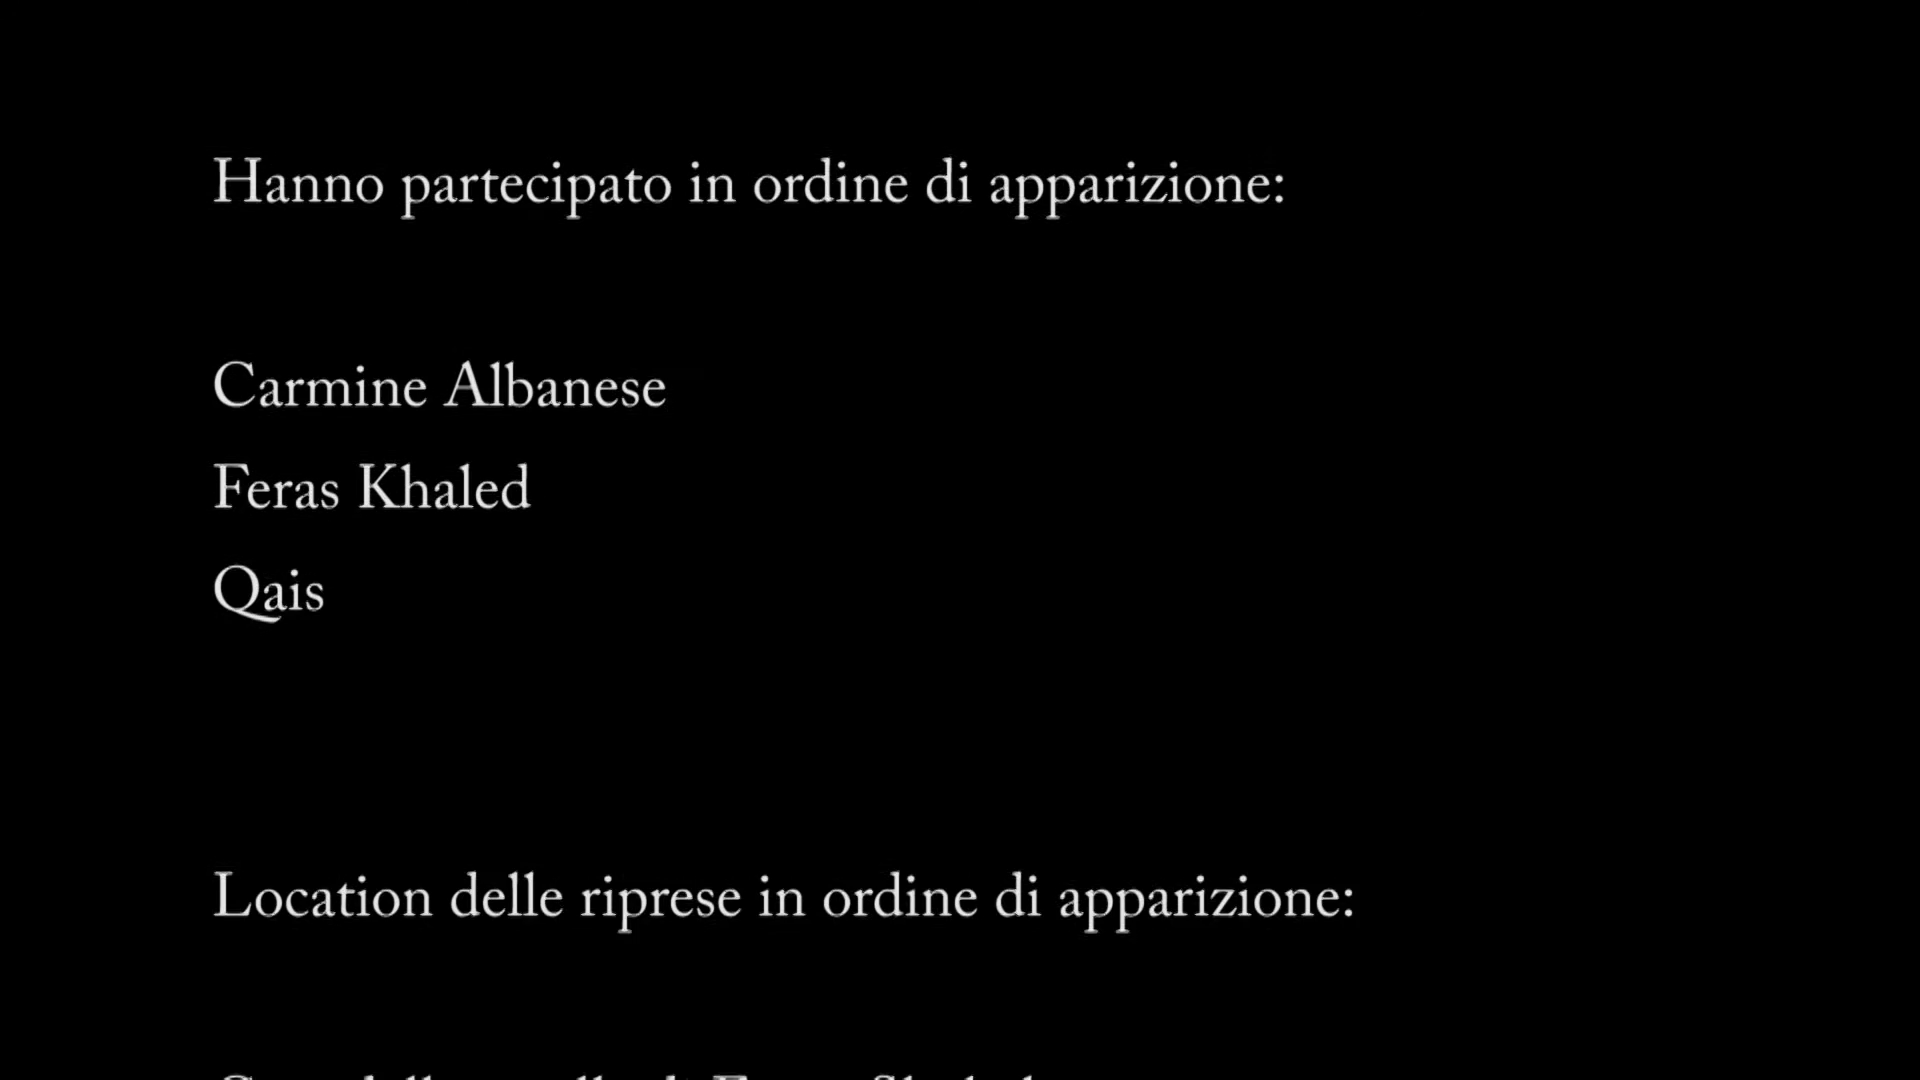 Hanno partecipato in ordine di apparizione:
Carmine Albanese
Feras Khaled
Qais
Location delle riprese in ordine di apparizione: